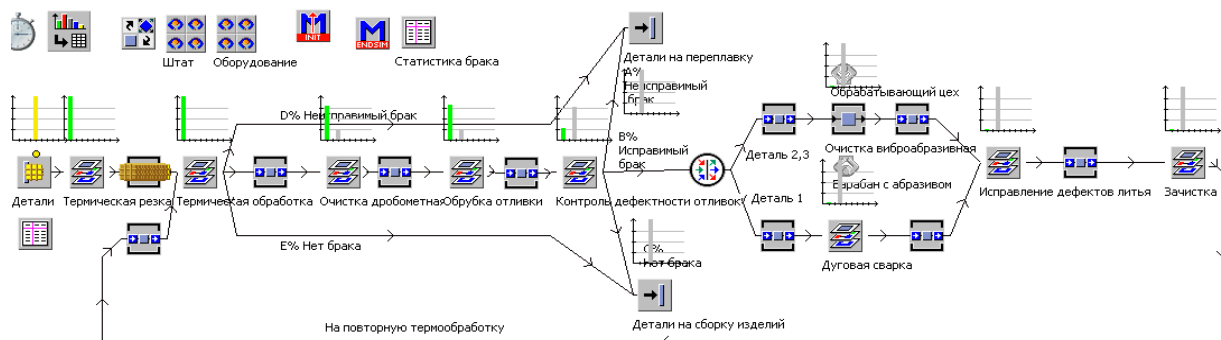 INIT
ENDSIM
Штат
Оборудование
Статистика брака
Детали на переплавку
A%
Неисправимый
брак
D% Неисправимый брак
B%
Исправимый
брак
Обрабатывающий цех
Деталь 2,3
Очистка виброабразивная
Барабан с абразивом
Деталь 1
Детали
Термическая резка
Термическая обработка
Очистка дробометная
Обрубка отливки
Контроль дефектности отливок
Исправление дефектов литья
Зачистка
E% Нет брака
C%
Нет брака
Дуговая сварка
На повторную термообработку
Детали на сборку изделий